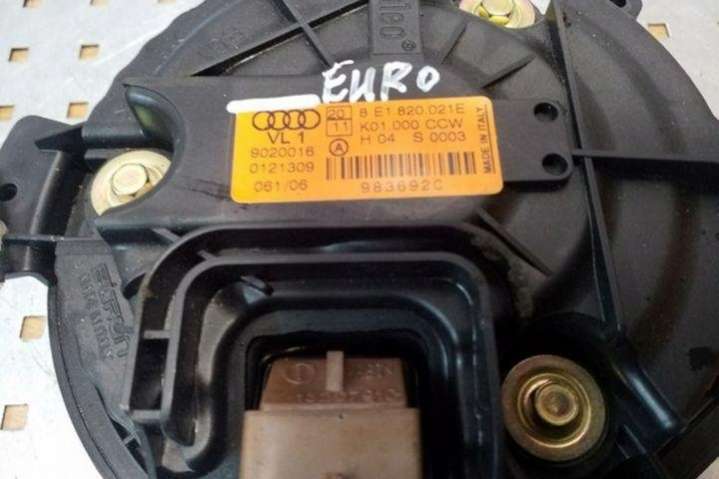 EURO
20 8 E1.820.021E
11 K01.000 CCW
VL 1 A H 04 S 0003
9020016
0121309
061/06 983692C
MADE IN ITALY